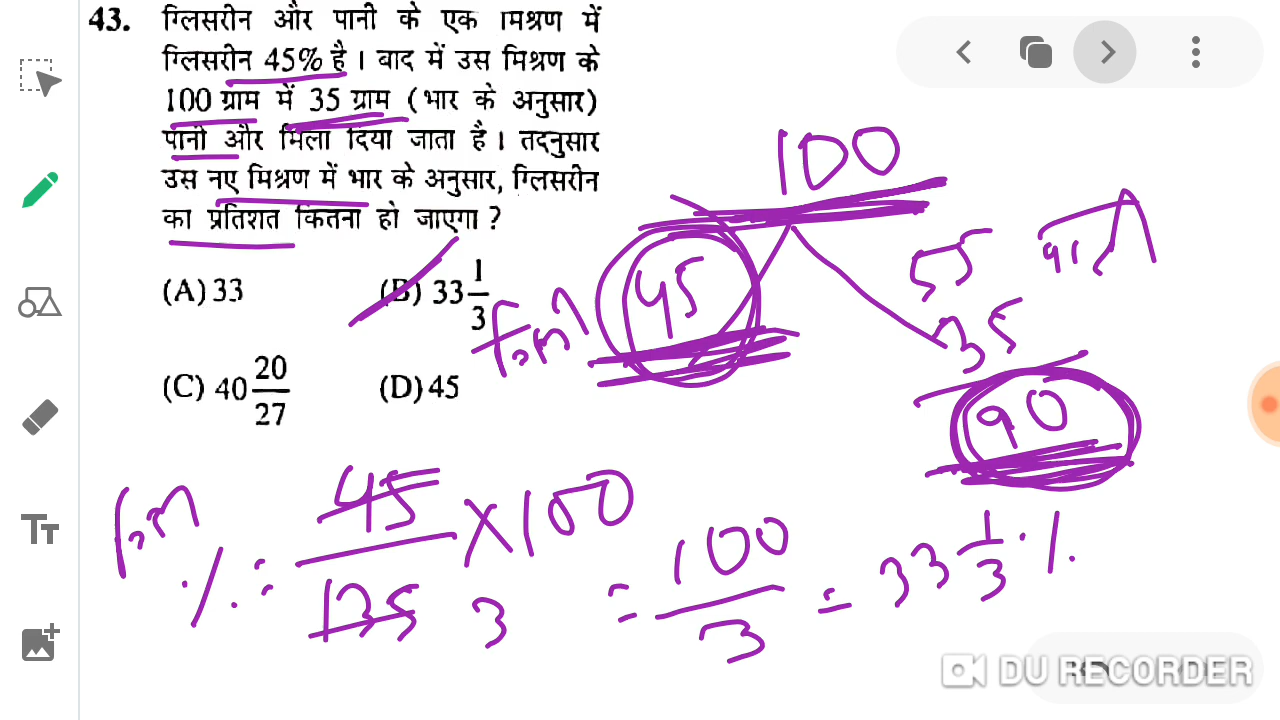 43. ग्लिसरीन और पानी के एक मिश्रण में
ग्लिसरीन 45% है। बाद में उस मिश्रण के
100 ग्राम में 35 ग्राम (भार के अनुसार)
पानी और मिला दिया जाता है। तदनुसार
उस नए मिश्रण में भार के अनुसार, ग्लिसरीन
का प्रतिशत कितना हो जाएगा ?
(A) 33 (B) 33 1/3
(C) 40 20/27 (D) 45
100
45 55
35
90
% = 45/135 × 100 = 100/3 = 33 1/3 %
3
Tт
DU RECORDER